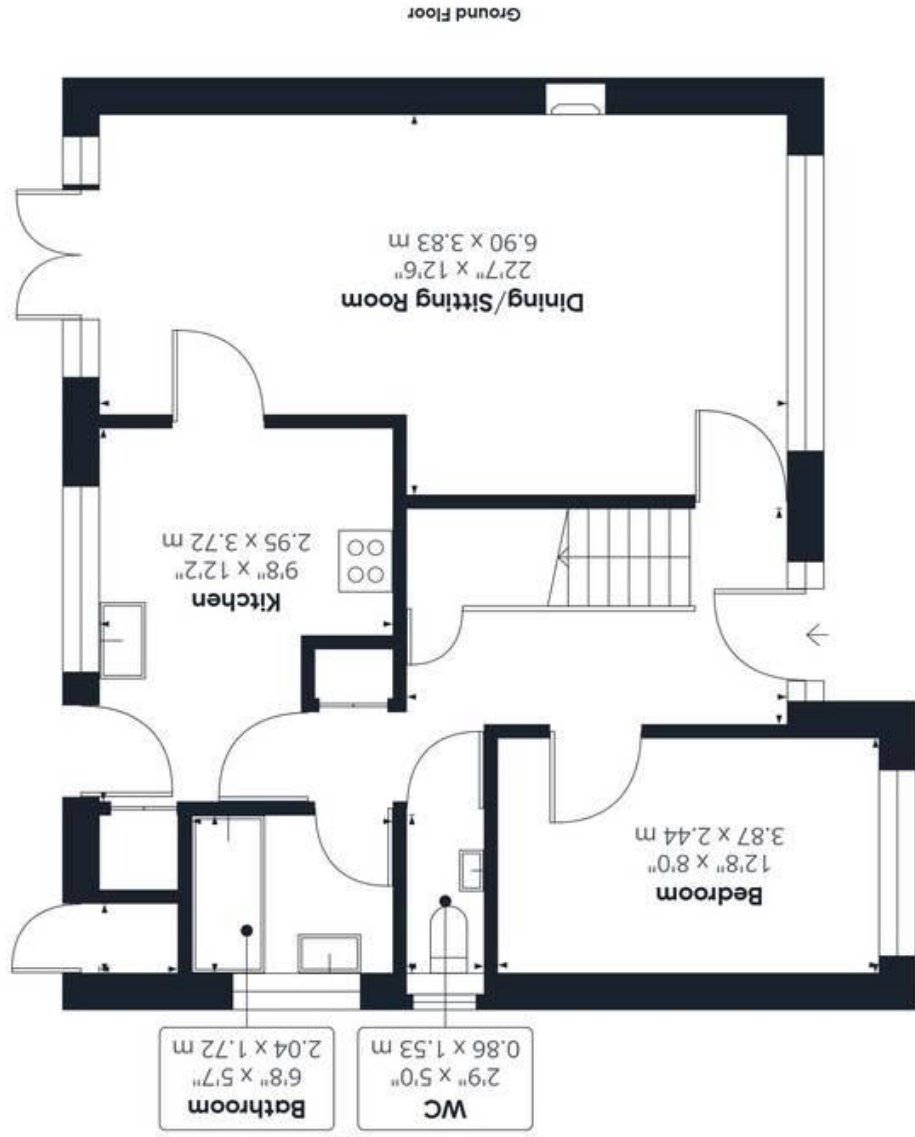 WC
2'9" x 5'0"
0.86 x 1.53 m
Bathroom
6'8" x 5'7"
2.04 x 1.72 m
Bedroom
12'8" x 8'0"
3.87 x 2.44 m
Kitchen
9'8" x 12'2"
2.95 x 3.72 m
Dining/Sitting Room
22'7" x 12'6"
6.90 x 3.83 m
Ground Floor